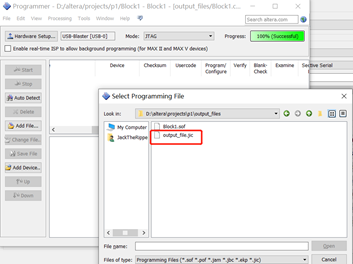 Programmer - D:/altera/projects/p1/Block1 - Block1 - [output_files/Block1.c...
File Edit View Processing Tools Window Help
Search altera.com
Hardware Setup... USB-Blaster [USB-0] Mode: JTAG Progress: 100% (Successful)
Enable real-time ISP to allow background programming (for MAX II and MAX V devices)
Start
Stop
Auto Detect
Delete
Add File...
Change File...
Save File
Add Device...
Up
Down
Device Checksum Usercode Program/
Configure Verify Blank-
Check Examine Security
Select Programming File
Look in: D:\altera\projects\p1\output_files
My Computer
JackTheRippe
Block1.sof
output_file.jic
File name:
Open
Files of type: Programming Files (*.sof *.pof *.jam *.jbc *.ekp *.jic)
Cancel